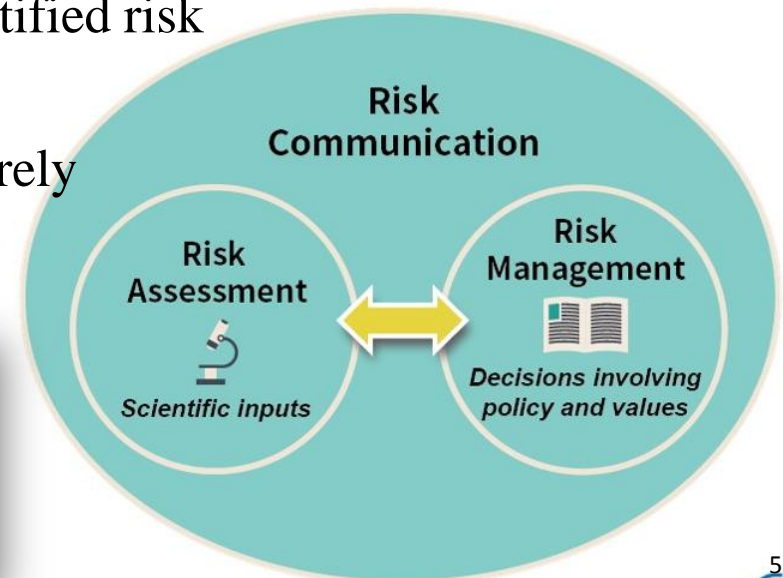 tified risk
rely
Risk
Communication
Risk
Assessment
Scientific inputs
Risk
Management
Decisions involving
policy and values
5